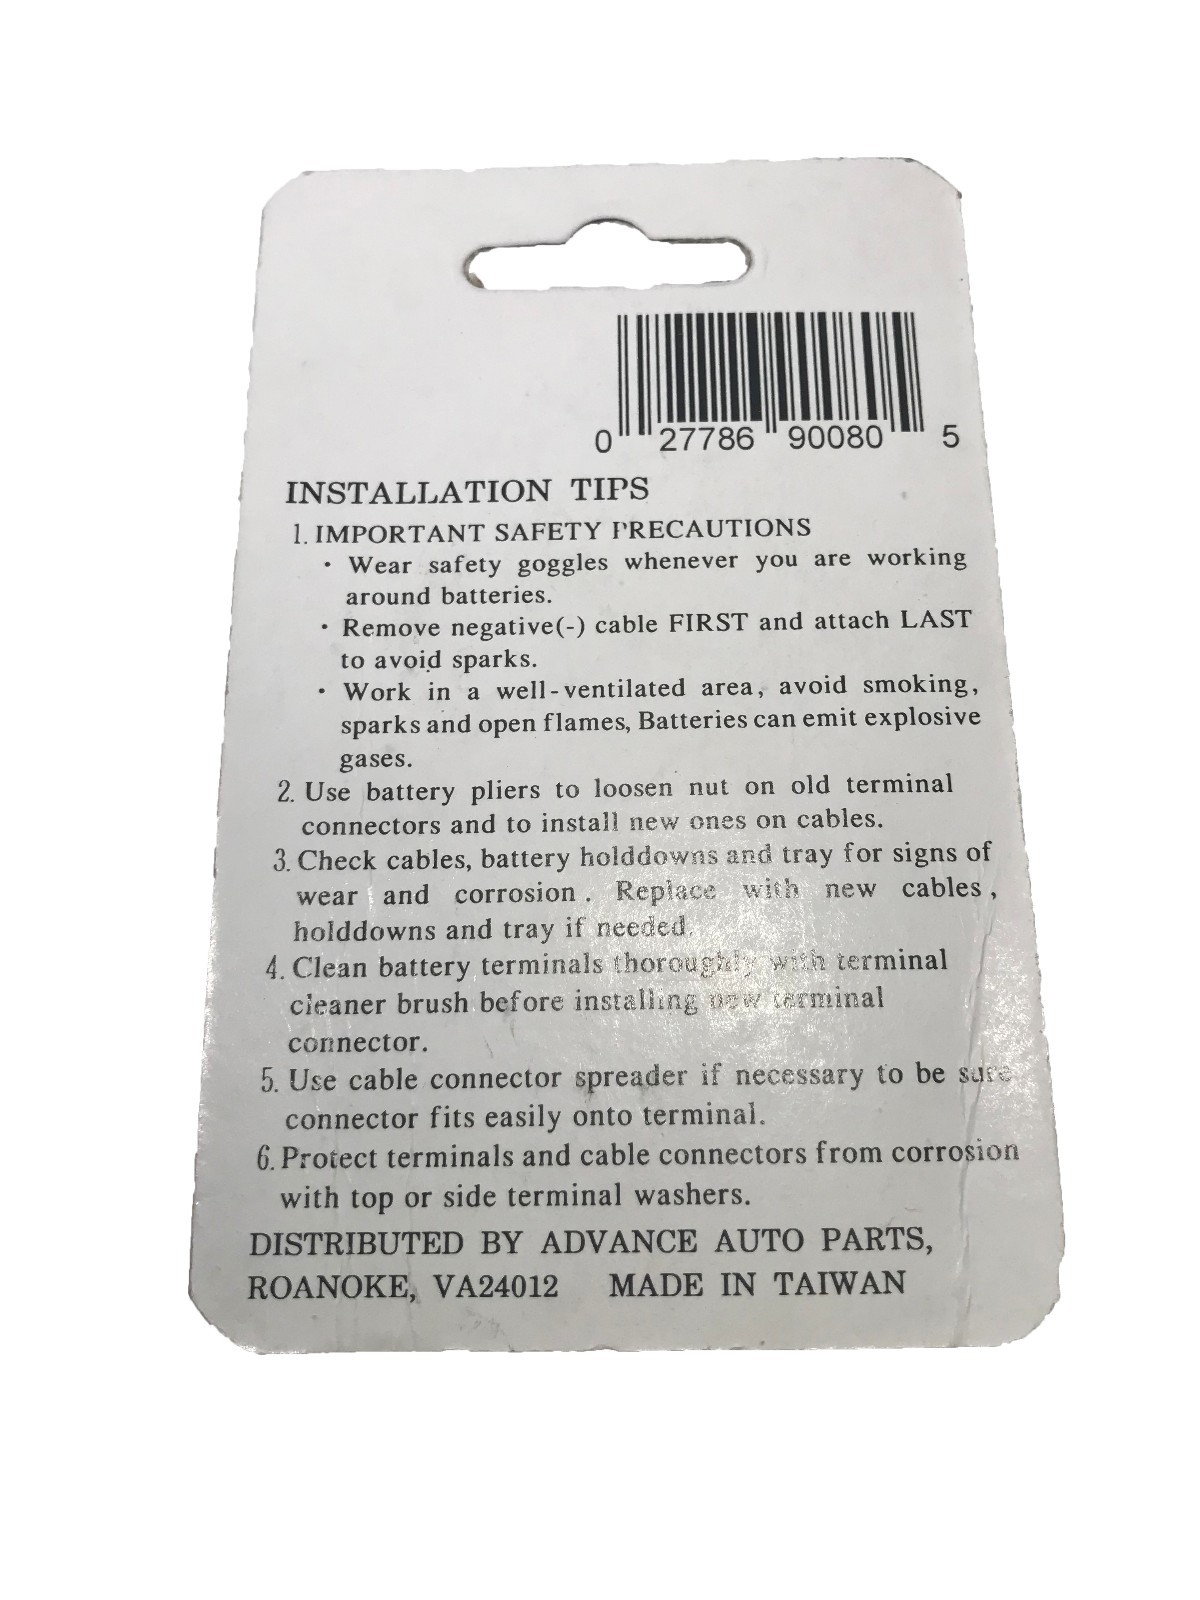 0 27786 90080 5
INSTALLATION TIPS
1. IMPORTANT SAFETY PRECAUTIONS
• Wear safety goggles whenever you are working
around batteries.
• Remove negative(-) cable FIRST and attach LAST
to avoid sparks.
• Work in a well-ventilated area, avoid smoking,
sparks and open flames, Batteries can emit explosive
gases.
2. Use battery pliers to loosen nut on old terminal
connectors and to install new ones on cables.
3. Check cables, battery holddowns and tray for signs of
wear and corrosion. Replace with new cables,
holddowns and tray if needed.
4. Clean battery terminals thoroughly with terminal
cleaner brush before installing new terminal
connector.
5. Use cable connector spreader if necessary to be sure
connector fits easily onto terminal.
6. Protect terminals and cable connectors from corrosion
with top or side terminal washers.
DISTRIBUTED BY ADVANCE AUTO PARTS,
ROANOKE, VA24012 MADE IN TAIWAN